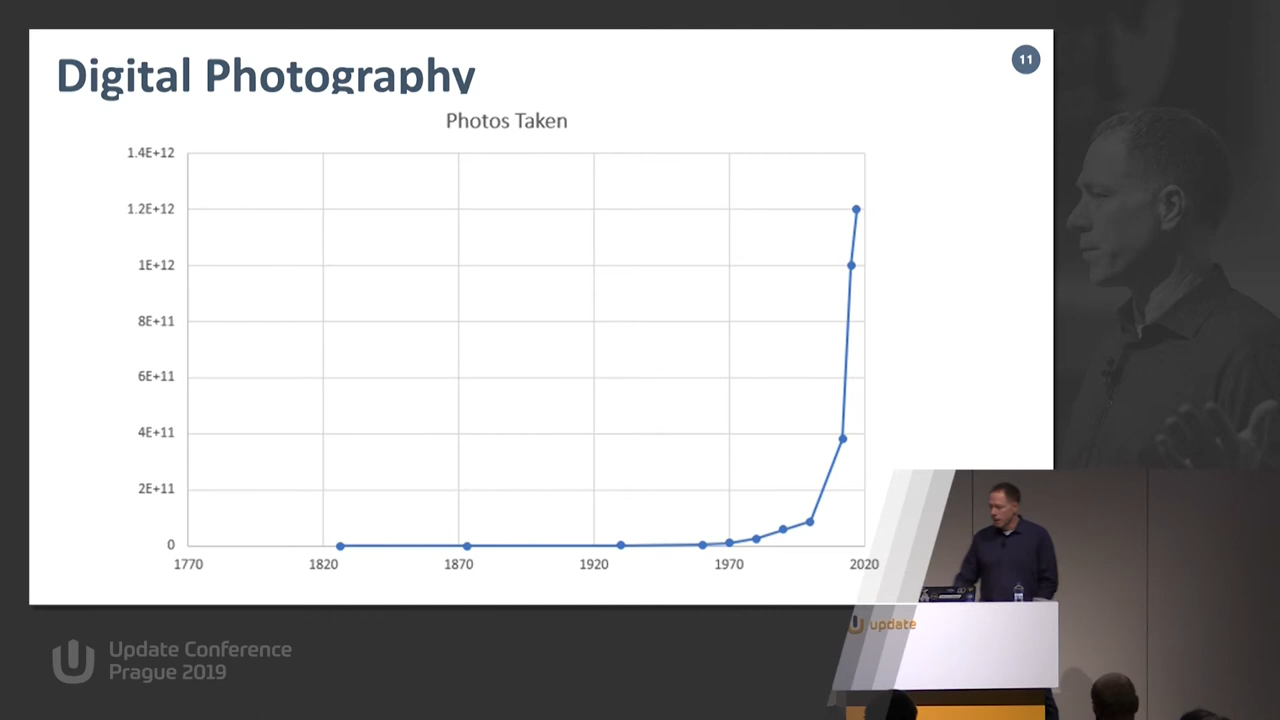 Digital Photography
11
Photos Taken
1.4E+12
1.2E+12
1E+12
8E+11
6E+11
4E+11
2E+11
0
1770 1820 1870 1920 1970 2020
update
Update Conference
Prague 2019